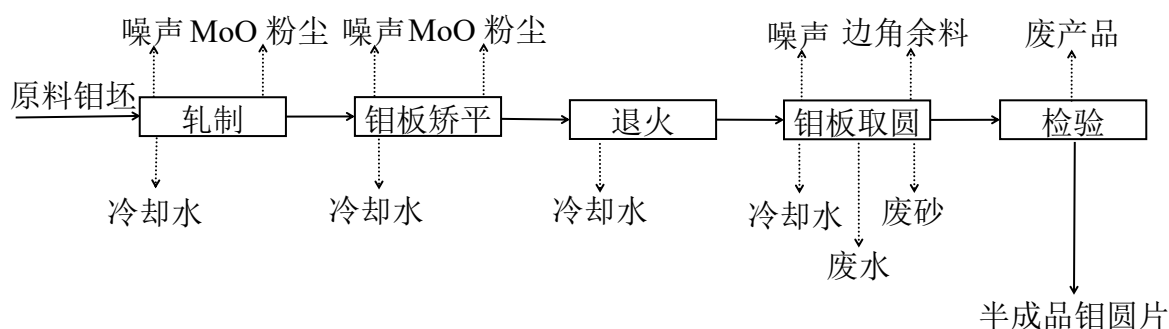 噪声 MoO 粉尘 噪声 MoO 粉尘 噪声 边角余料 废产品
原料钼坯
轧制 钼板矫平 退火 钼板取圆 检验
冷却水 冷却水 冷却水 冷却水 废砂
废水
半成品钼圆片